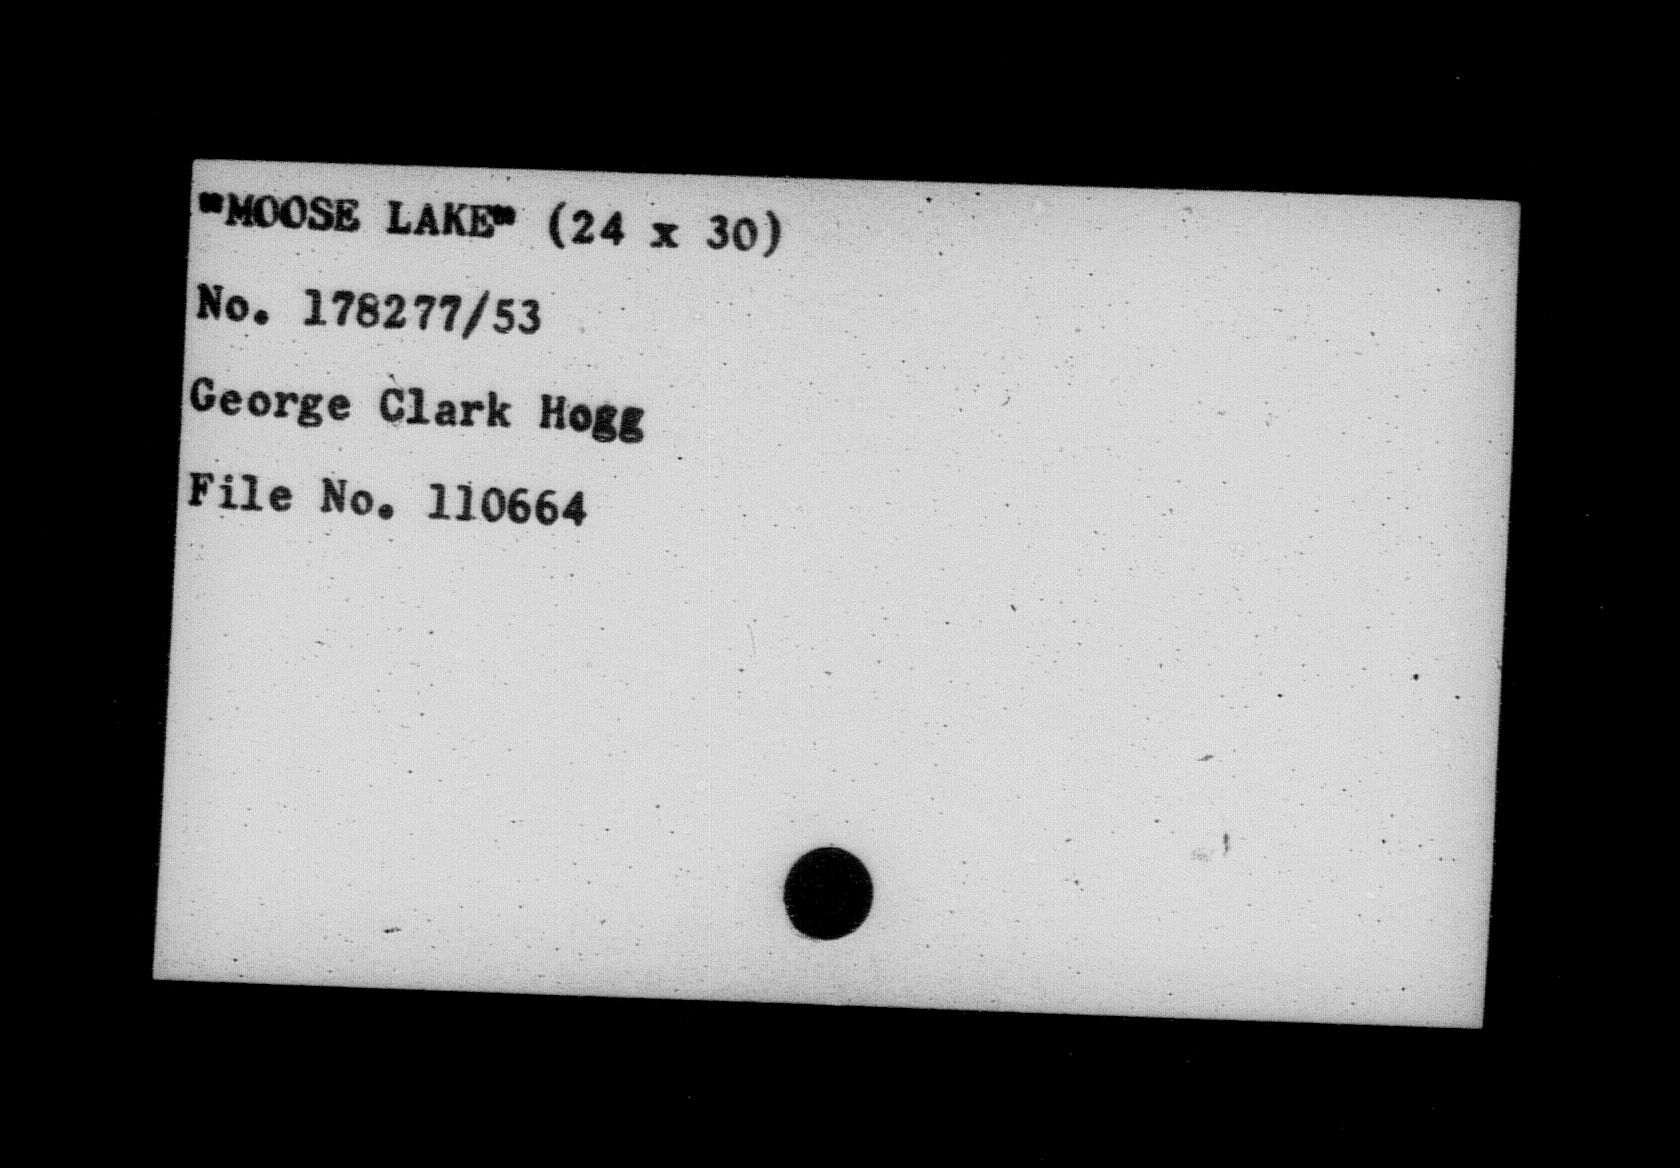 "MOOSE LAKE" (24 x 30)
No. 178277/53
George Clark Hogg
File No. 110664